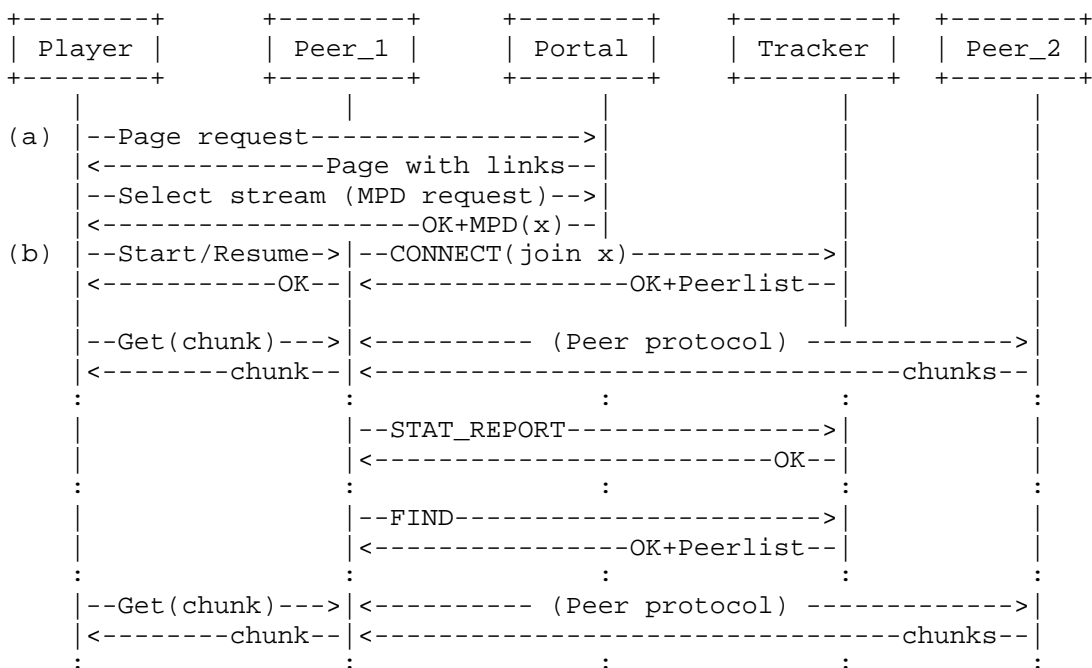 +--------+      +--------+     +--------+     +---------+  +--------+
| Player |      | Peer_1 |     | Portal |     | Tracker |  | Peer_2 |
+--------+      +--------+     +--------+     +---------+  +--------+
    |                |               |              |           |
(a) |--Page request----------------->|              |           |
    |<--------------Page with links--|              |           |
    |--Select stream (MPD request)-->|              |           |
    |<--------------------OK+MPD(x)--|              |           |
(b) |--Start/Resume->|--CONNECT(join x)------------>|           |
    |<-----------OK--|<----------------OK+Peerlist--|           |
    |                |                              |           |
    |--Get(chunk)--->|<---------- (Peer protocol) ------------->|
    |<--------chunk--|<---------------------------------chunks--|
    :                :               :              :           :
    |                |--STAT_REPORT---------------->|           |
    |                |<-------------------------OK--|           |
    :                :               :              :           :
    |                |--FIND----------------------->|           |
    |                |<----------------OK+Peerlist--|           |
    :                :               :              :           :
    |--Get(chunk)--->|<---------- (Peer protocol) ------------->|
    |<--------chunk--|<---------------------------------chunks--|
    :                :               :              :           :